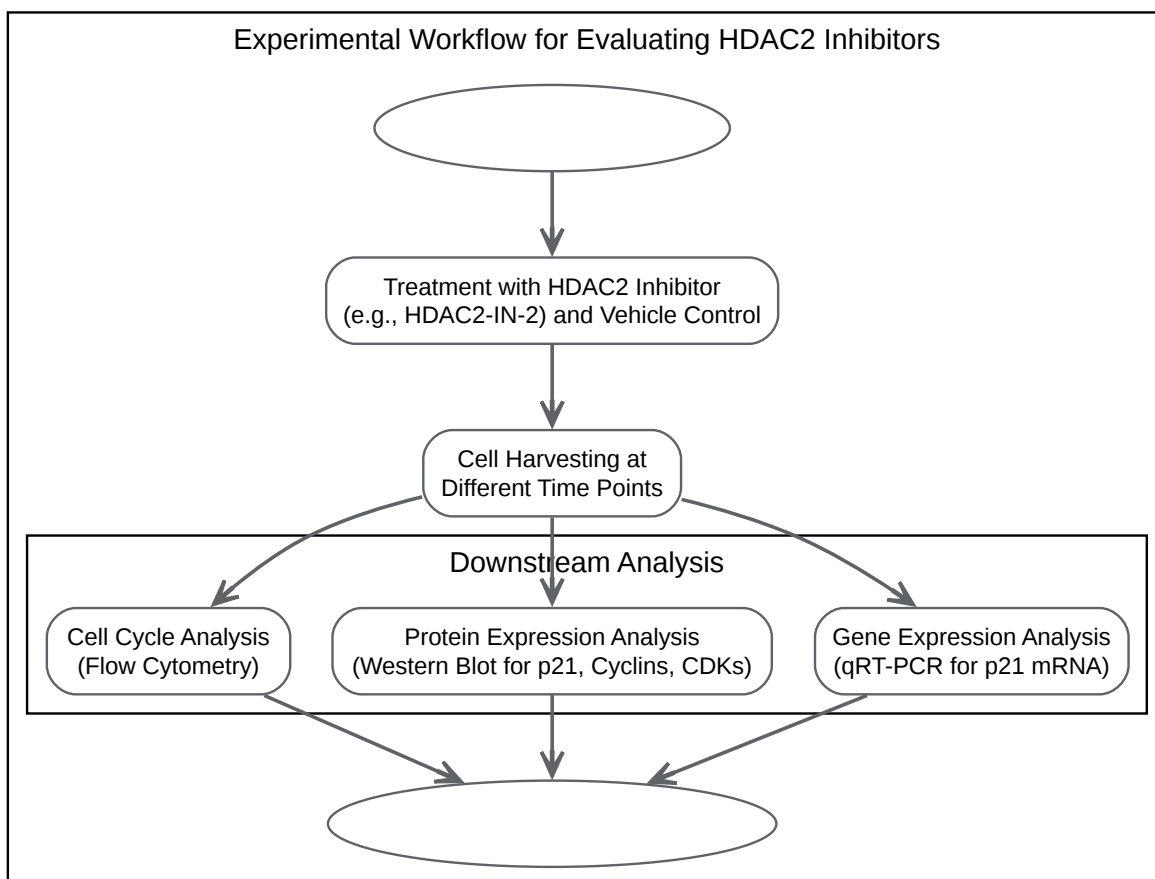 Experimental Workflow for Evaluating HDAC2 Inhibitors
Treatment with HDAC2 Inhibitor
(e.g., HDAC2-IN-2) and Vehicle Control
Cell Harvesting at
Different Time Points
Downstream Analysis
Cell Cycle Analysis
(Flow Cytometry)
Protein Expression Analysis
(Western Blot for p21, Cyclins, CDKs)
Gene Expression Analysis
(qRT-PCR for p21 mRNA)